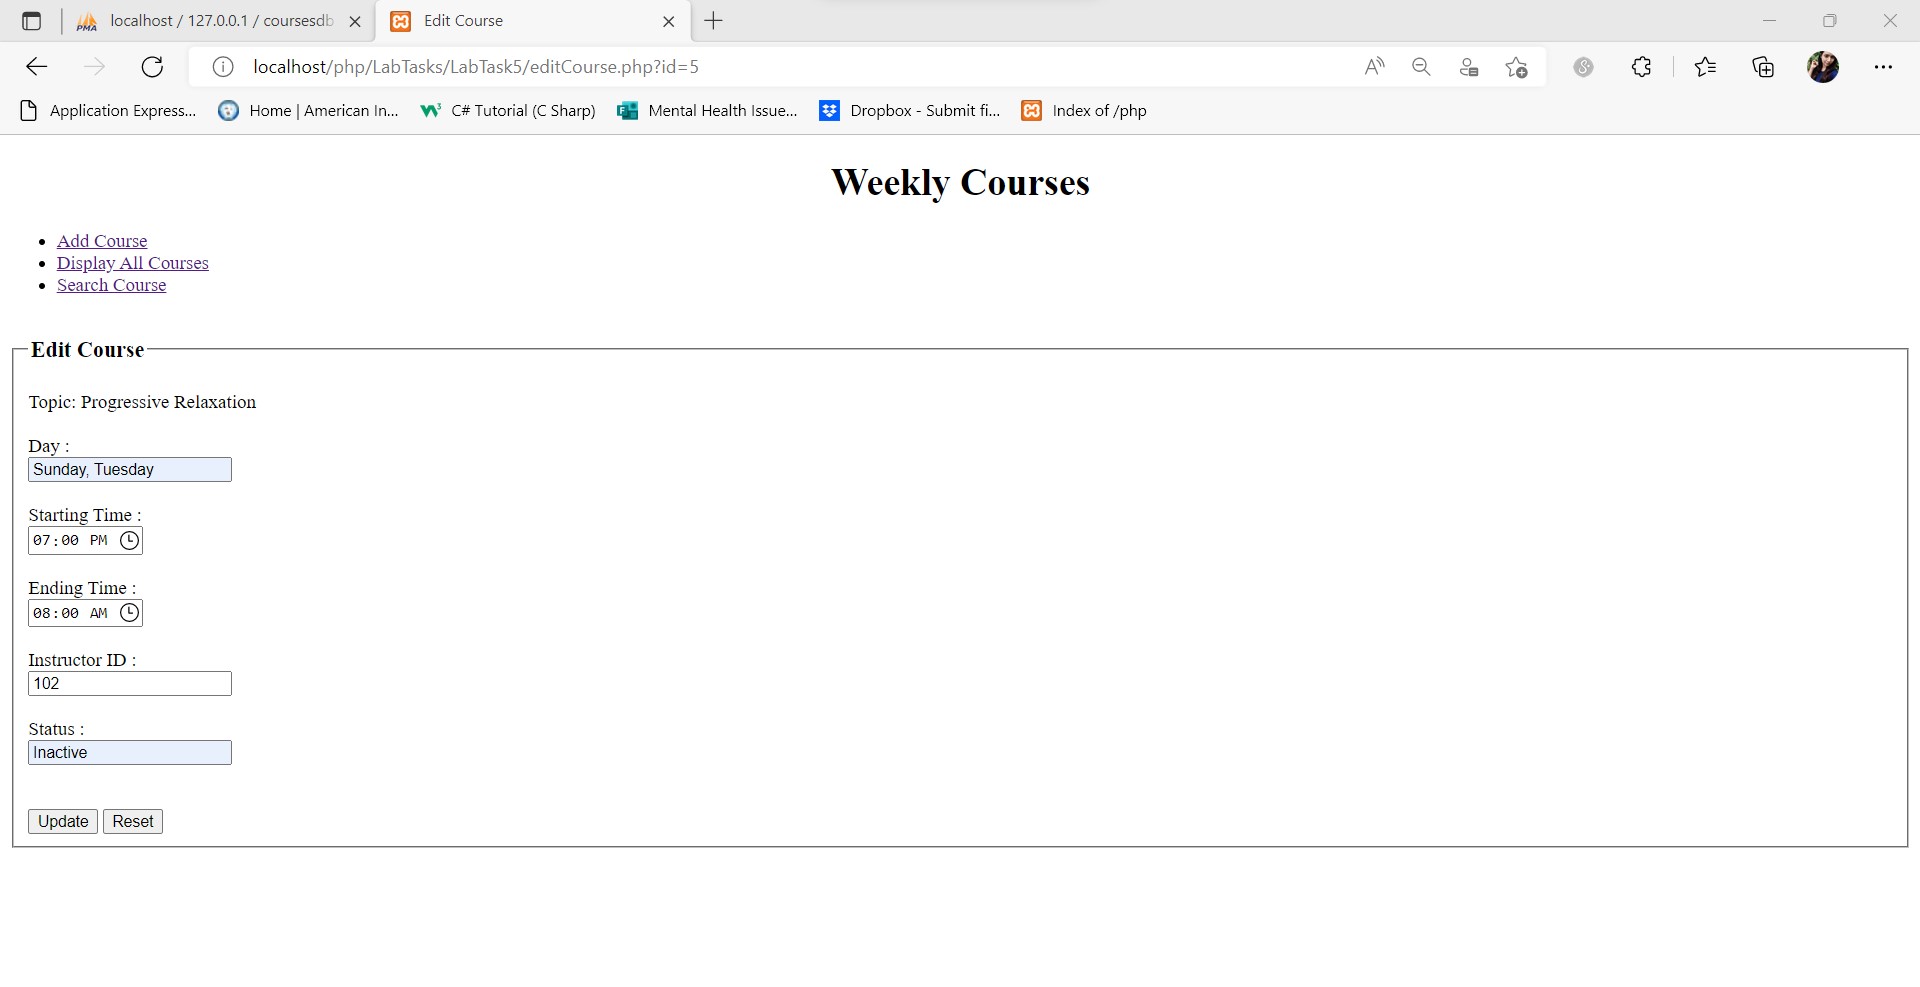 localhost / 127.0.0.1 / coursesdb
Edit Course
localhost/php/LabTasks/LabTask5/editCourse.php?id=5
Application Express...
Home | American In...
C# Tutorial (C Sharp)
Mental Health Issue...
Dropbox - Submit fi...
Index of /php
Weekly Courses
Add Course
Display All Courses
Search Course
Edit Course
Topic: Progressive Relaxation
Day :
Sunday, Tuesday
Starting Time :
07:00 PM
Ending Time :
08:00 AM
Instructor ID :
102
Status :
Inactive
Update Reset